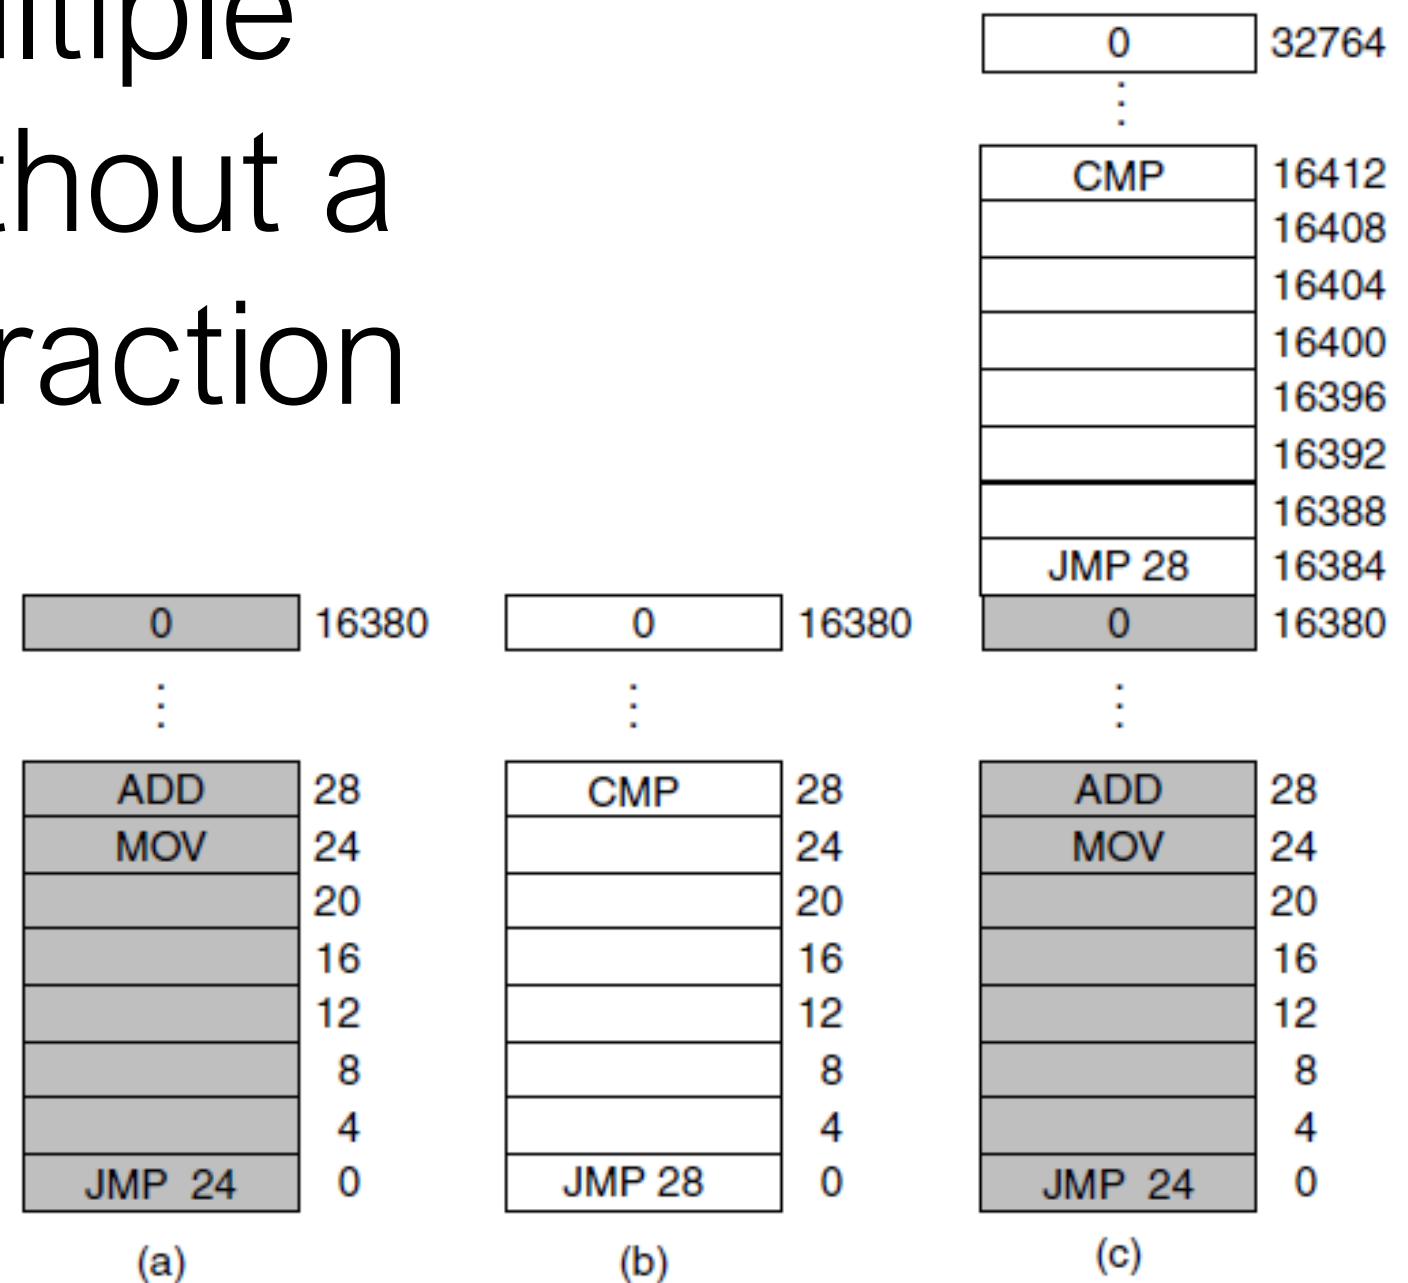 ltiple
thout a
raction
0 32764
CMP 16412
16408
16404
16400
16396
16392
16388
JMP 28 16384
0 16380 0 16380 0 16380
ADD 28 CMP 28 ADD 28
MOV 24 24 MOV 24
20 20 20
16 16 16
12 12 12
8 8 8
4 4 4
JMP 24 0 JMP 28 0 JMP 24 0
(a) (b) (c)